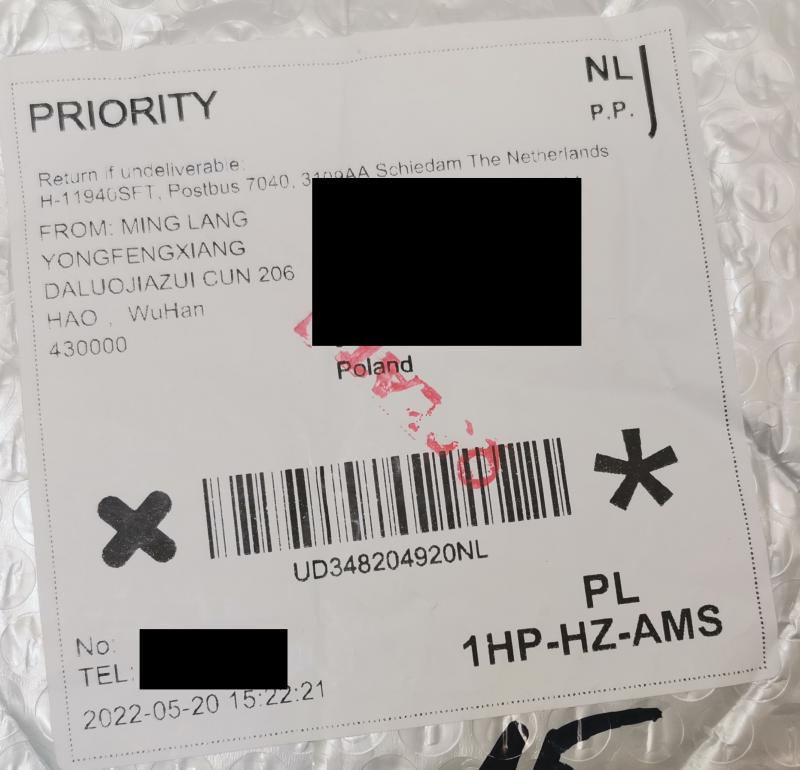 PRIORITY
NL
P.P.
Return if undeliverable:
H-11940SFT, Postbus 7040, 3109AA Schiedam The Netherlands
FROM: MING LANG
YONGFENGXIANG
DALUOJIAZUI CUN 206
HAO , WuHan
430000
Poland
UD348204920NL
PL
1HP-HZ-AMS
No:
TEL:
2022-05-20 15:22:21